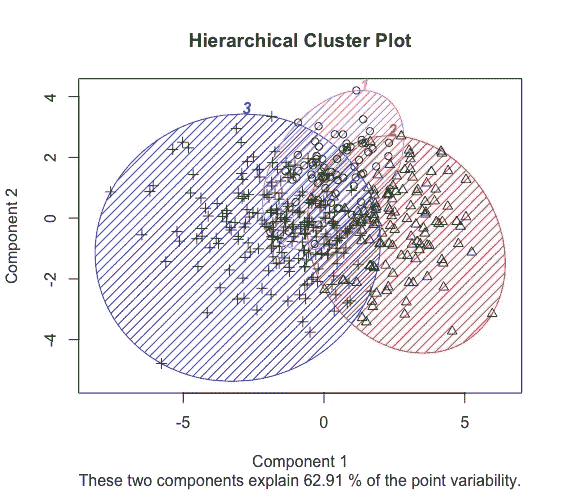 Hierarchical Cluster Plot
1
3
2
4
2
0
-2
-4
Component 2
-5
0
5
Component 1
These two components explain 62.91 % of the point variability.